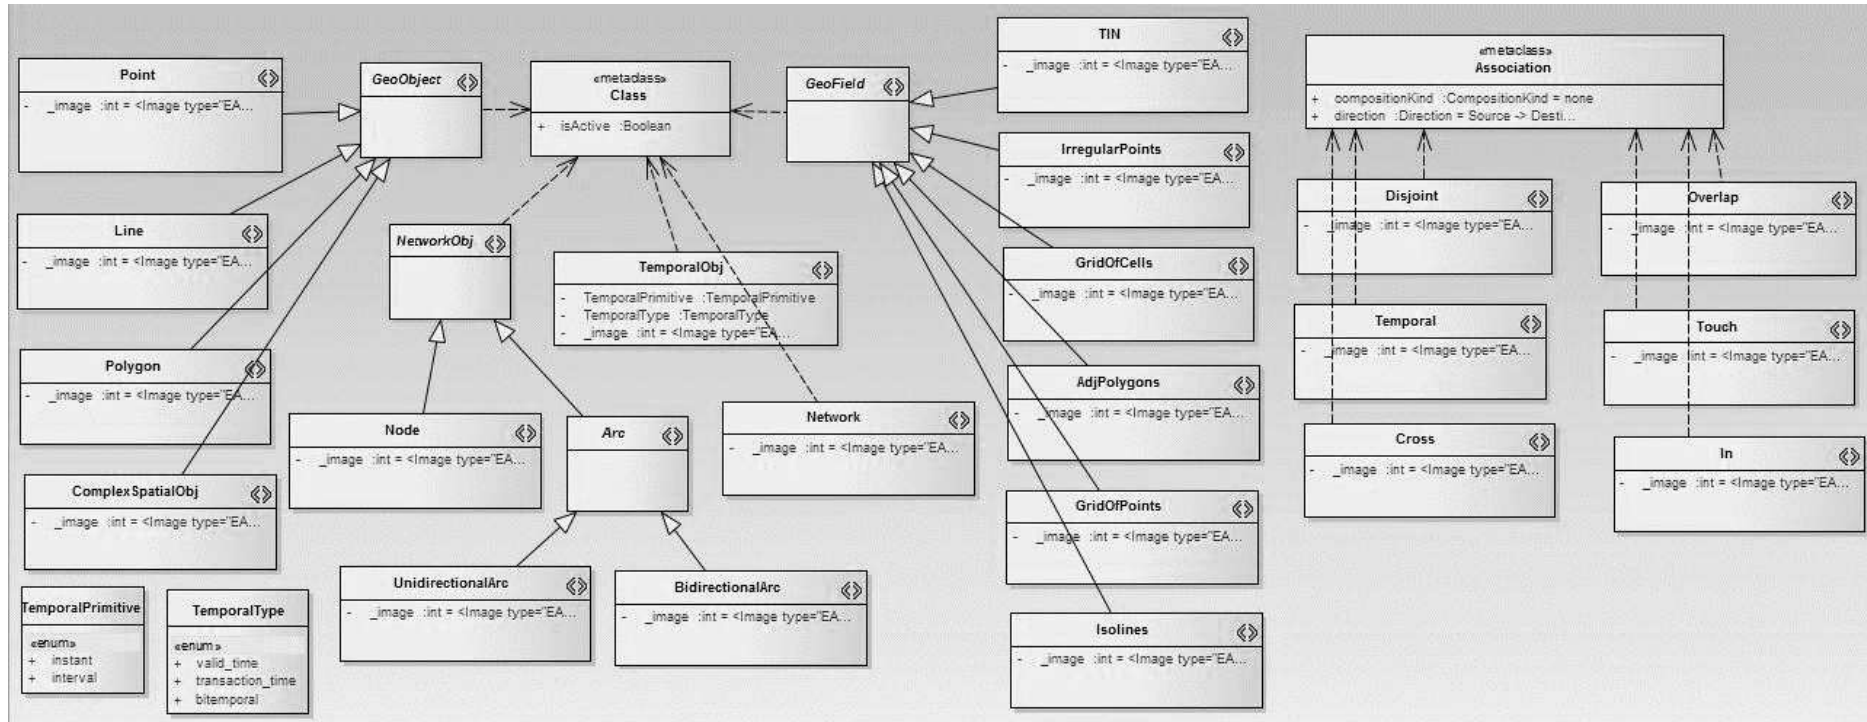 Point
- _image :int = <Image type="EA...
Line
- _image :int = <Image type="EA...
Polygon
- _image :int = <Image type="EA...
ComplexSpatialObj
- _image :int = <Image type="EA...
TemporalPrimitive
«enum»
+ instant
+ interval
TemporalType
«enum»
+ valid_time
+ transaction_time
+ bitemporal
GeoObject
«metaclass»
Class
+ isActive :Boolean
NetworkObj
TemporalObj
- TemporalPrimitive :TemporalPrimitive
- TemporalType :TemporalType
- _image :int = <Image type="EA...
Node
- _image :int = <Image type="EA...
Arc
Network
- _image :int = <Image type="EA...
UnidirectionalArc
- _image :int = <Image type="EA...
BidirectionalArc
- _image :int = <Image type="EA...
GeoField
TIN
- _image :int = <Image type="EA...
IrregularPoints
- _image :int = <Image type="EA...
GridOfCells
- _image :int = <Image type="EA...
AdjPolygons
- _image :int = <Image type="EA...
GridOfPoints
- _image :int = <Image type="EA...
Isolines
- _image :int = <Image type="EA...
«metaclass»
Association
+ compositionKind :CompositionKind = none
+ direction :Direction = Source -> Desti...
Disjoint
- _image :int = <Image type="EA...
Overlap
- _image :int = <Image type="EA...
Temporal
- _image :int = <Image type="EA...
Touch
- _image :int = <Image type="EA...
Cross
- _image :int = <Image type="EA...
In
- _image :int = <Image type="EA...